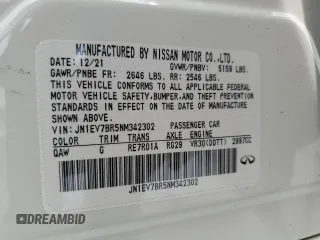 MANUFACTURED BY NISSAN MOTOR CO.,LTD.
12/21 GVWR/PNBV: 5159 LBS.
GAWR/PNBE FR: 2646 LBS. RR: 2546 LBS.
THIS VEHICLE CONFORMS TO ALL APPLICABLE
FEDERAL MOTOR VEHICLE SAFETY, BUMPER,
AND THEFT PREVENTION STANDARDS
IN EFFECT ON THE DATE OF MANUFACTURE
SHOWN ABOVE.
VIN: JN1EV7BR5NM342302 PASSENGER CAR
COLOR TRIM TRANS AXLE ENGINE
QAW G RE7R01A RG29 VR30(DDTT) 2997CC
JN1EV7BR5NM342302
DREAMBID